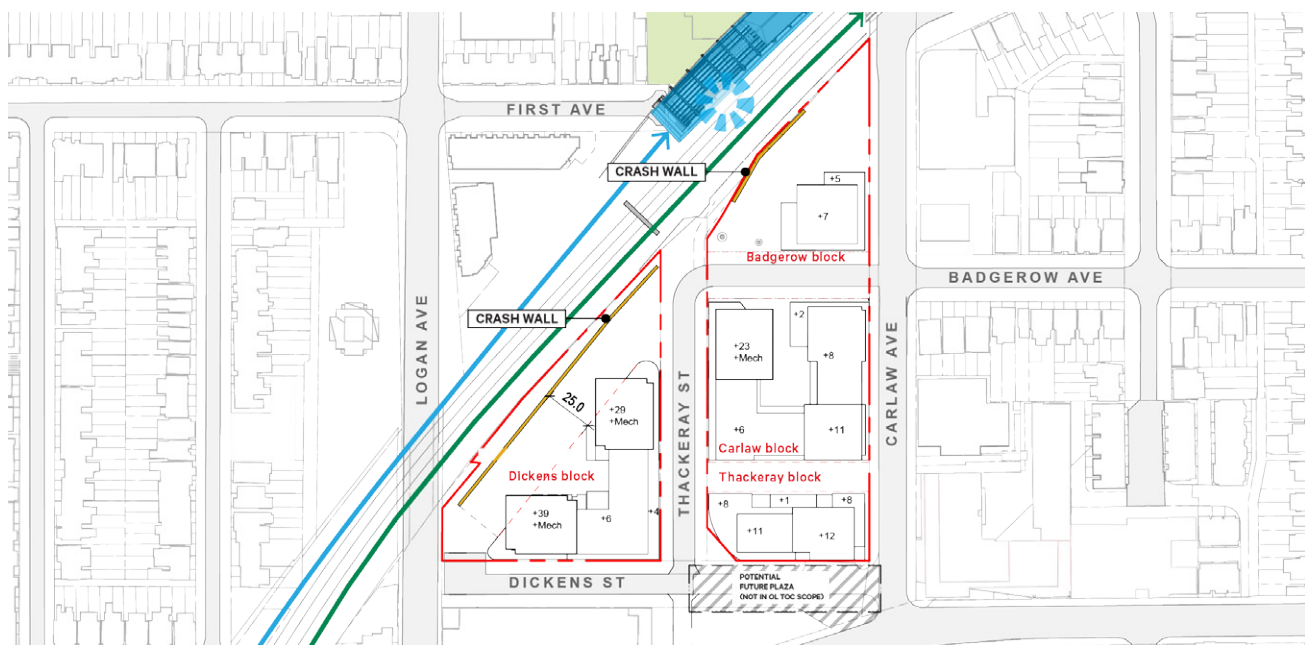 FIRST AVE
CRASH WALL
+5
+7
Badgerow block
BADGEROW AVE
LOGAN AVE
CRASH WALL
+2
+23
+Mech
+8
THACKERAY ST
CARLAW AVE
25.0
+29
+Mech
+6
+11
Carlaw block
Dickens block
Thackeray block
+39
+Mech
+6
+4
+8
+1
+8
+11
+12
DICKENS ST
POTENTIAL
FUTURE PLAZA
(NOT IN OL TOC SCOPE)